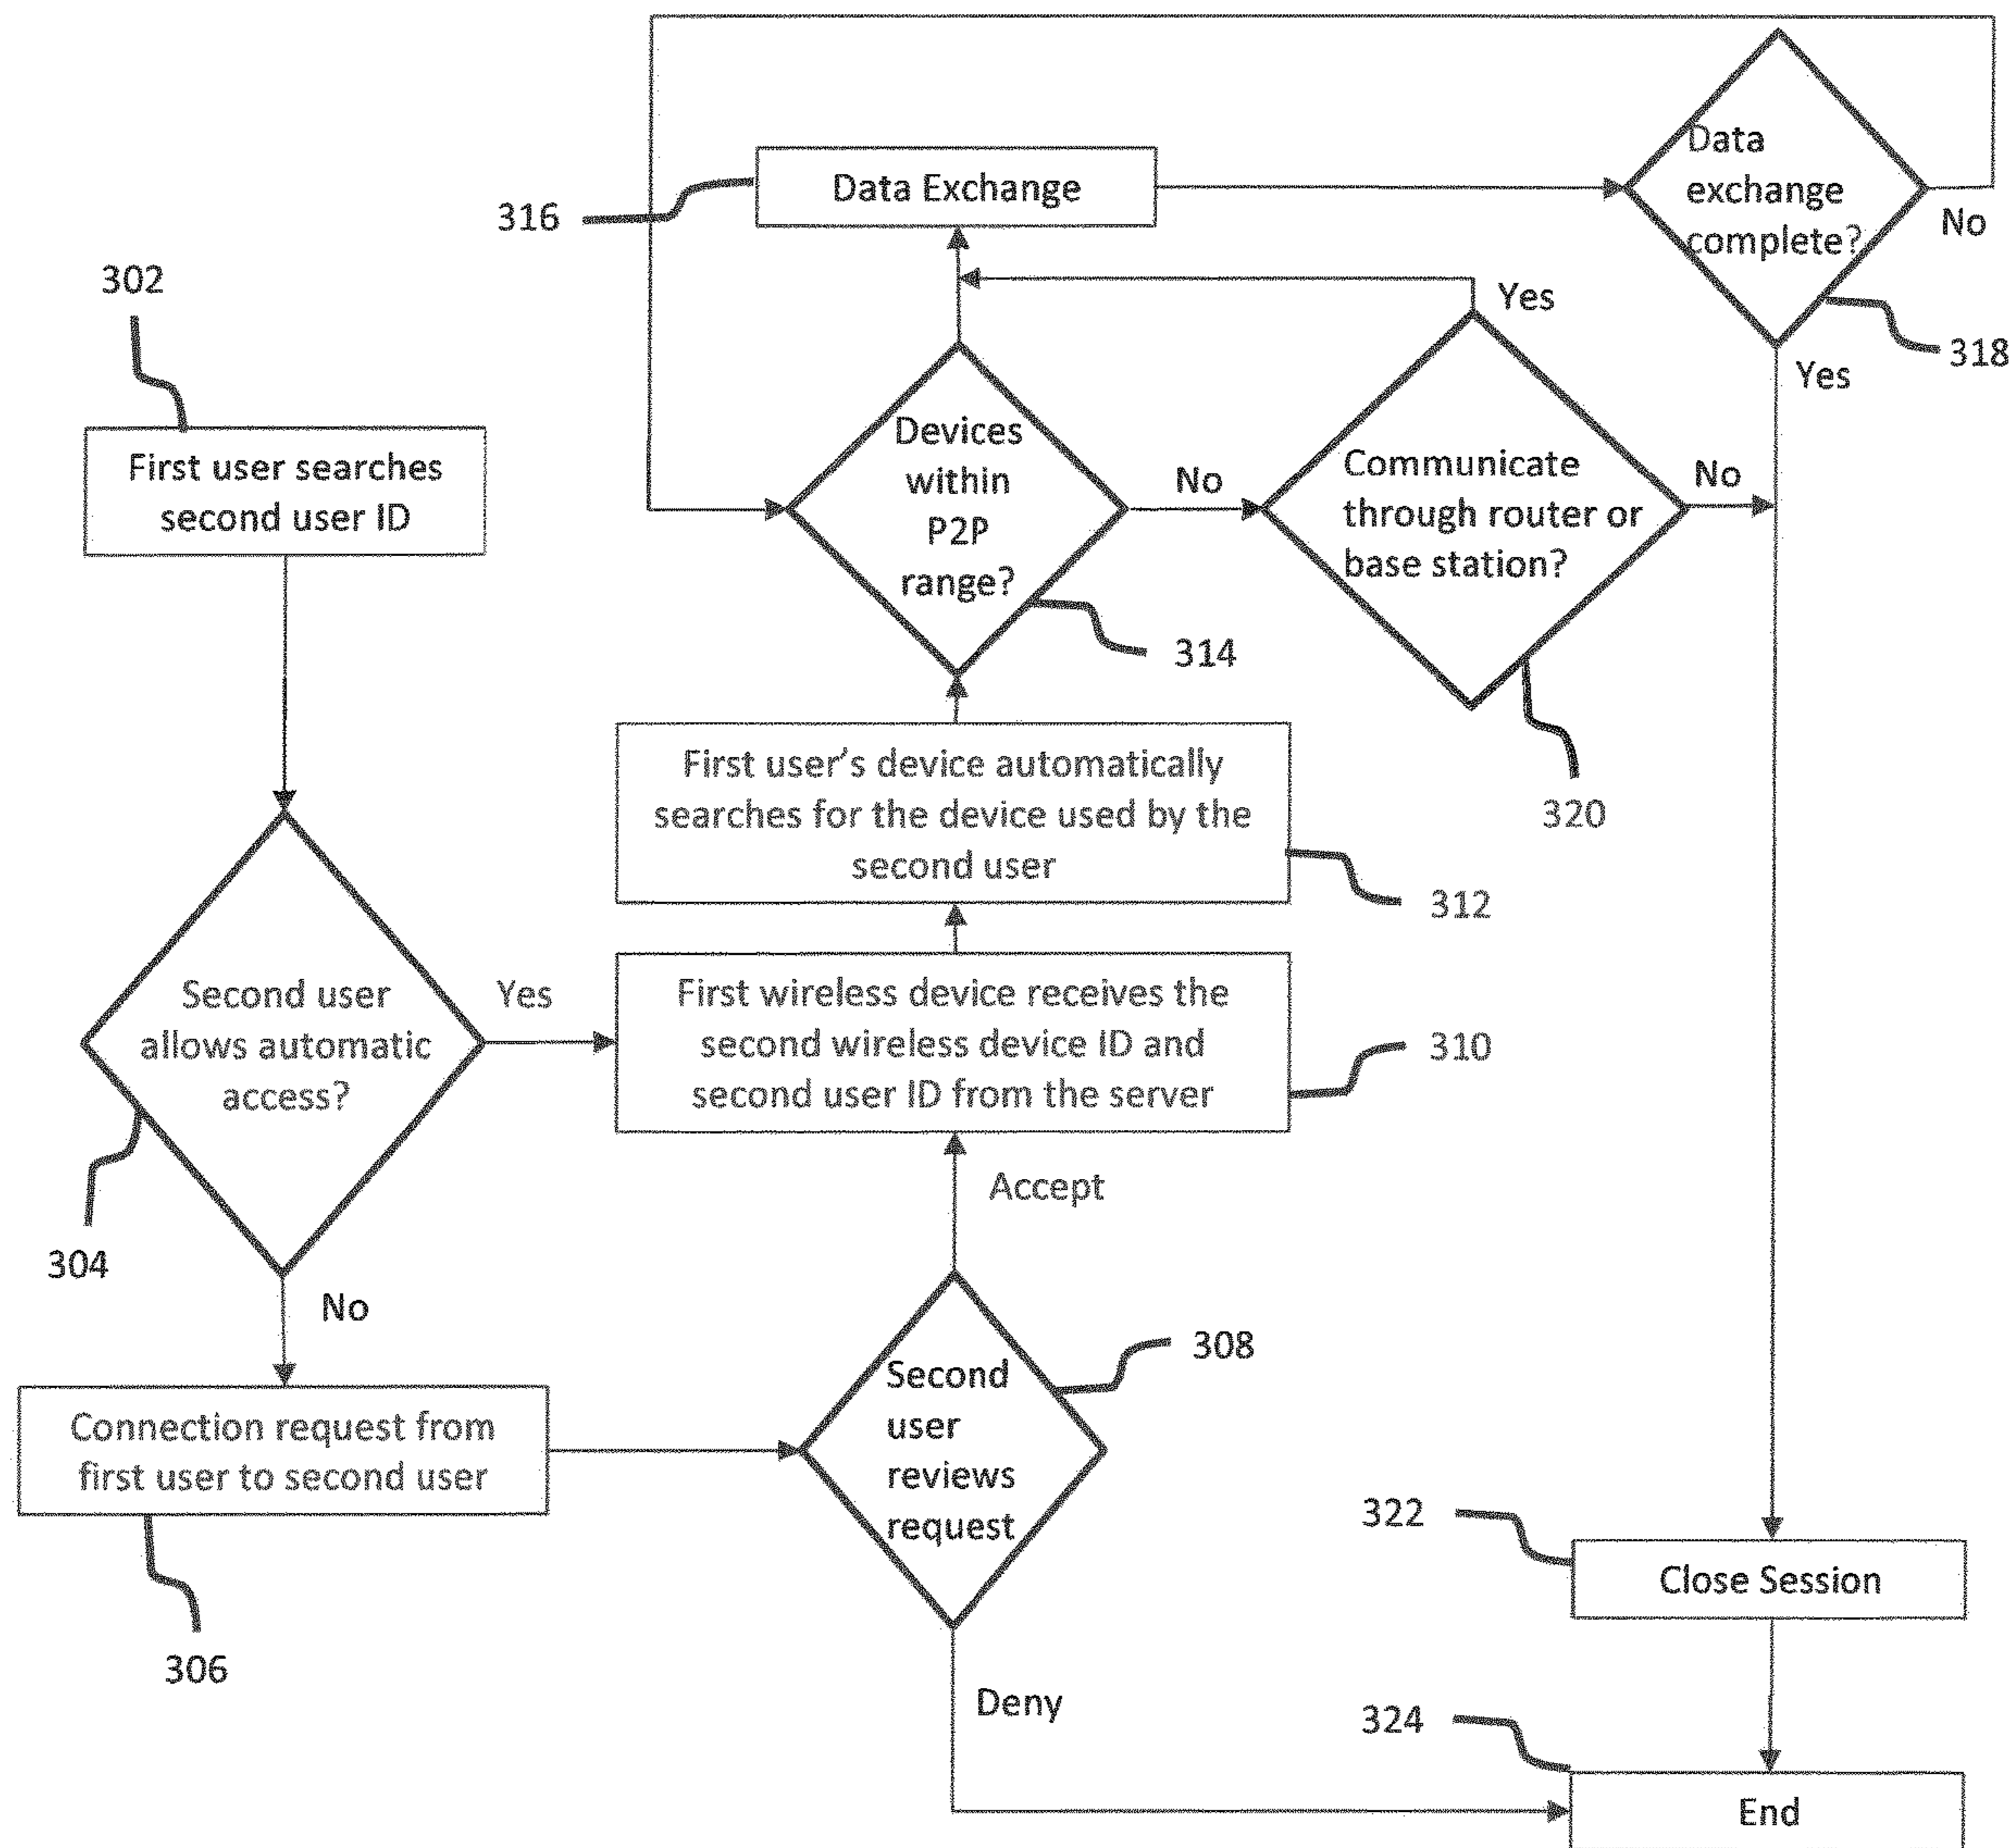 316
Data Exchange
Data
exchange
complete?
No
318
Yes
302
First user searches
second user ID
Devices
within
P2P
range?
314
No
Communicate
through router or
base station?
Yes
No
320
First user's device automatically
searches for the device used by the
second user
312
Second user
allows automatic
access?
304
Yes
First wireless device receives the
second wireless device ID and
second user ID from the server
310
No
Accept
Connection request from
first user to second user
306
Second
user
reviews
request
308
Deny
322
Close Session
324
End